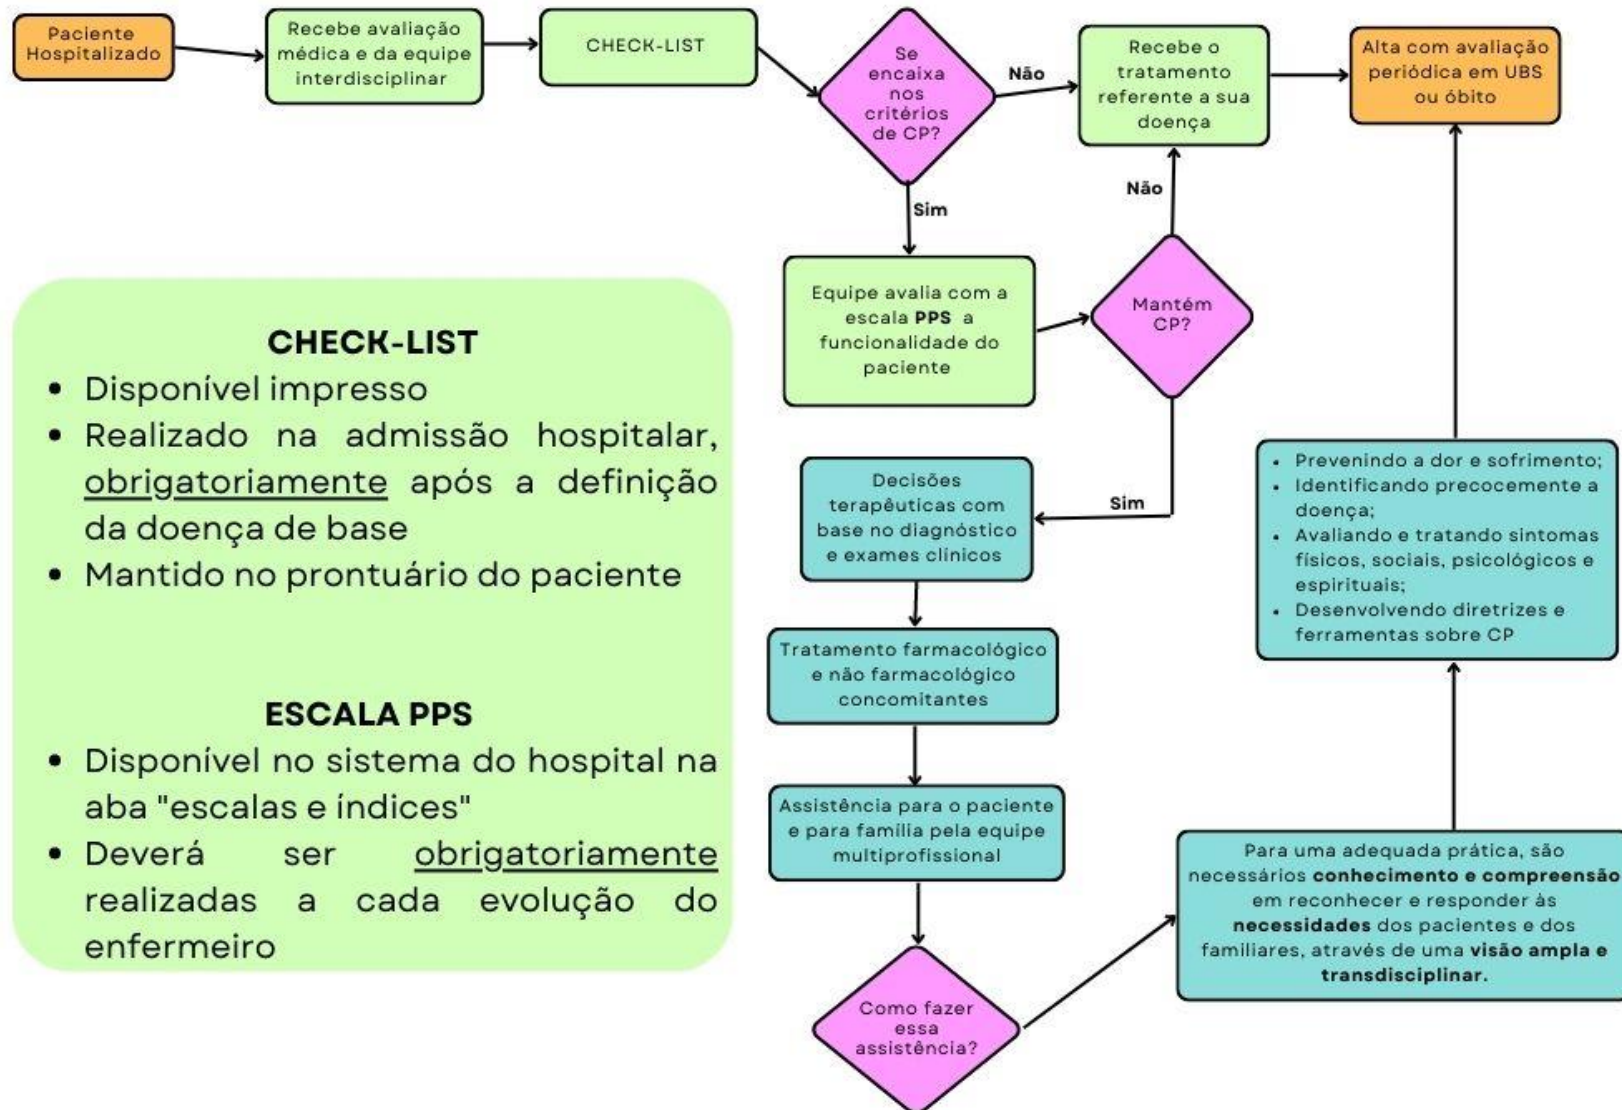 Paciente
Hospitalizado
Recebe avaliação
médica e da equipe
interdisciplinar
CHECK-LIST
Se
encaixa
nos
critérios
de CP?
Não
Recebe o
tratamento
referente a sua
doença
Alta com avaliação
periódica em UBS
ou óbito
Sim
Não
Equipe avalia com a
escala PPS a
funcionalidade do
paciente
Mantém
CP?
Sim
Decisões
terapêuticas com
base no diagnóstico
e exames clínicos
Tratamento farmacológico
e não farmacológico
concomitantes
Assistência para o paciente
e para família pela equipe
multiprofissional
Como fazer
essa
assistência?
Para uma adequada prática, são
necessários conhecimento e compreensão
em reconhecer e responder às
necessidades dos pacientes e dos
familiares, através de uma visão ampla e
transdisciplinar.
• Prevenindo a dor e sofrimento;
• Identificando precocemente a
doença;
• Avaliando e tratando sintomas
físicos, sociais, psicológicos e
espirituais;
• Desenvolvendo diretrizes e
ferramentas sobre CP
CHECK-LIST
• Disponível impresso
• Realizado na admissão hospitalar,
obrigatoriamente após a definição
da doença de base
• Mantido no prontuário do paciente
ESCALA PPS
• Disponível no sistema do hospital na
aba "escalas e índices"
• Deverá ser obrigatoriamente
realizadas a cada evolução do
enfermeiro